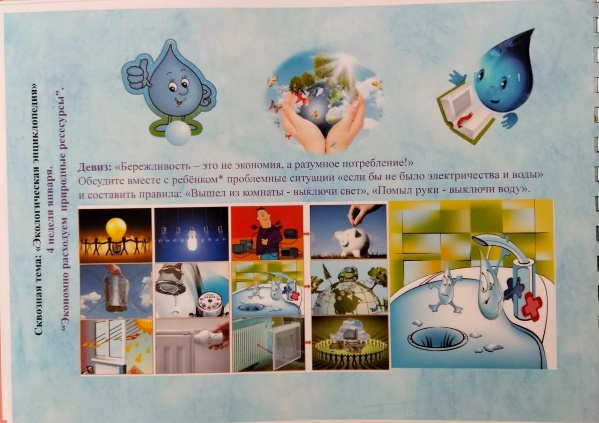 Сквозная тема: «Экологическая энциклопедия»
4 неделя января.
"Экономно расходуем природные ресесурсы".
Девиз: «Бережливость – это не экономия, а разумное потребление!»
Обсудите вместе с ребёнком* проблемные ситуации «если бы не было электричества и воды»
и составить правила: «Вышел из комнаты - выключи свет», «Помыл руки - выключи воду».